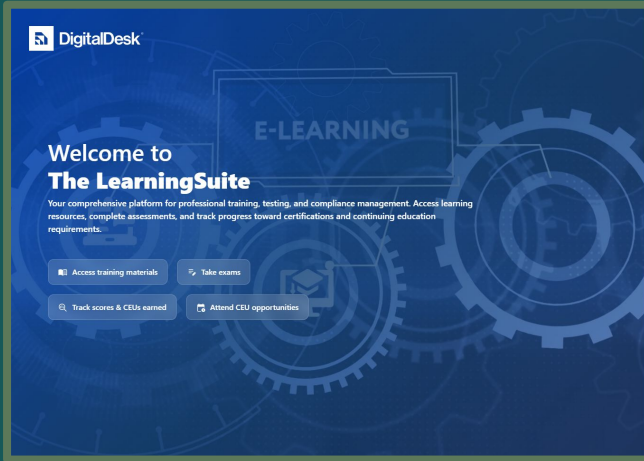 DigitalDesk
E-LEARNING
Welcome to
The LearningSuite
Your comprehensive platform for professional training, testing, and compliance management. Access learning
resources, complete assessments, and track progress toward certifications and continuing education
requirements.
Access training materials
Take exams
Track scores & CEUs earned
Attend CEU opportunities